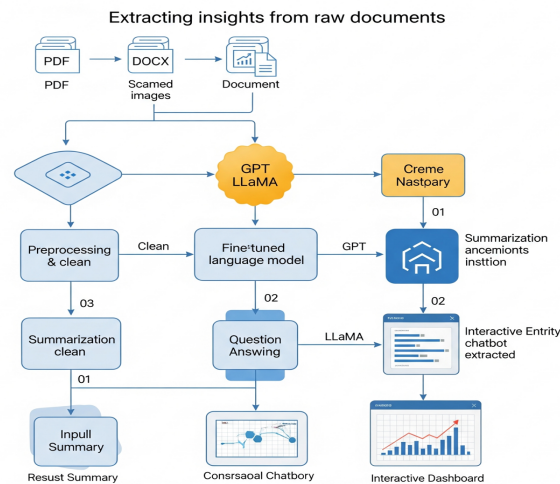 Extracting insights from raw documents
PDF
DOCX
PDF
Scamed
images
Document
GPT
LLaMA
Creme
Nastpary
01
Preprocessing
& clean
Clean
Fine-tuned
language model
GPT
Summarization
ancemionts
insttion
03
02
02
Summarization
clean
Question
Answing
LLaMA
Interactive Entity
chatbot
extracted
01
Inpull
Summary
Resust Summary
Consrsaoal Chatbory
Interactive Dashboard